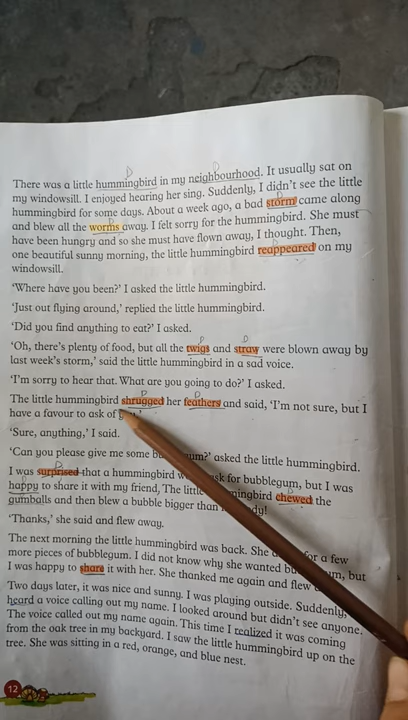 There was a little hummingbird in my neighbourhood. It usually sat on
my windowsill. I enjoyed hearing her sing. Suddenly, I didn't see the little
hummingbird for some days. About a week ago, a bad storm came along
and blew all the worms away. I felt sorry for the hummingbird. She must
have been hungry and so she must have flown away, I thought. Then,
one beautiful sunny morning, the little hummingbird reappeared on my
windowsill.
'Where have you been?' I asked the little hummingbird.
'Just out flying around,' replied the little hummingbird.
'Did you find anything to eat?' I asked.
'Oh, there's plenty of food, but all the twigs and straw were blown away by
last week's storm,' said the little hummingbird in a sad voice.
'I'm sorry to hear that. What are you going to do?' I asked.
The little hummingbird shrugged her feathers and said, 'I'm not sure, but I
have a favour to ask of
'Sure, anything,' I said.
'Can you please give me some asked the little hummingbird.
I was surprised that a hummingbird ask for bubblegum, but I was
happy to share it with my friend, The little chewed the
gumballs and then blew a bubble bigger than
'Thanks,' she said and flew away.
The next morning the little hummingbird was back. She for a few
more pieces of bubblegum. I did not know why she wanted but
I was happy to share it with her. She thanked me again and flew
Two days later, it was nice and sunny. I was playing outside. Suddenly,
heard a voice calling out my name. I looked around but didn't see anyone.
The voice called out my name again. This time I realized it was coming
from the oak tree in my backyard. I saw the little hummingbird up on the
tree. She was sitting in a red, orange, and blue nest.
12